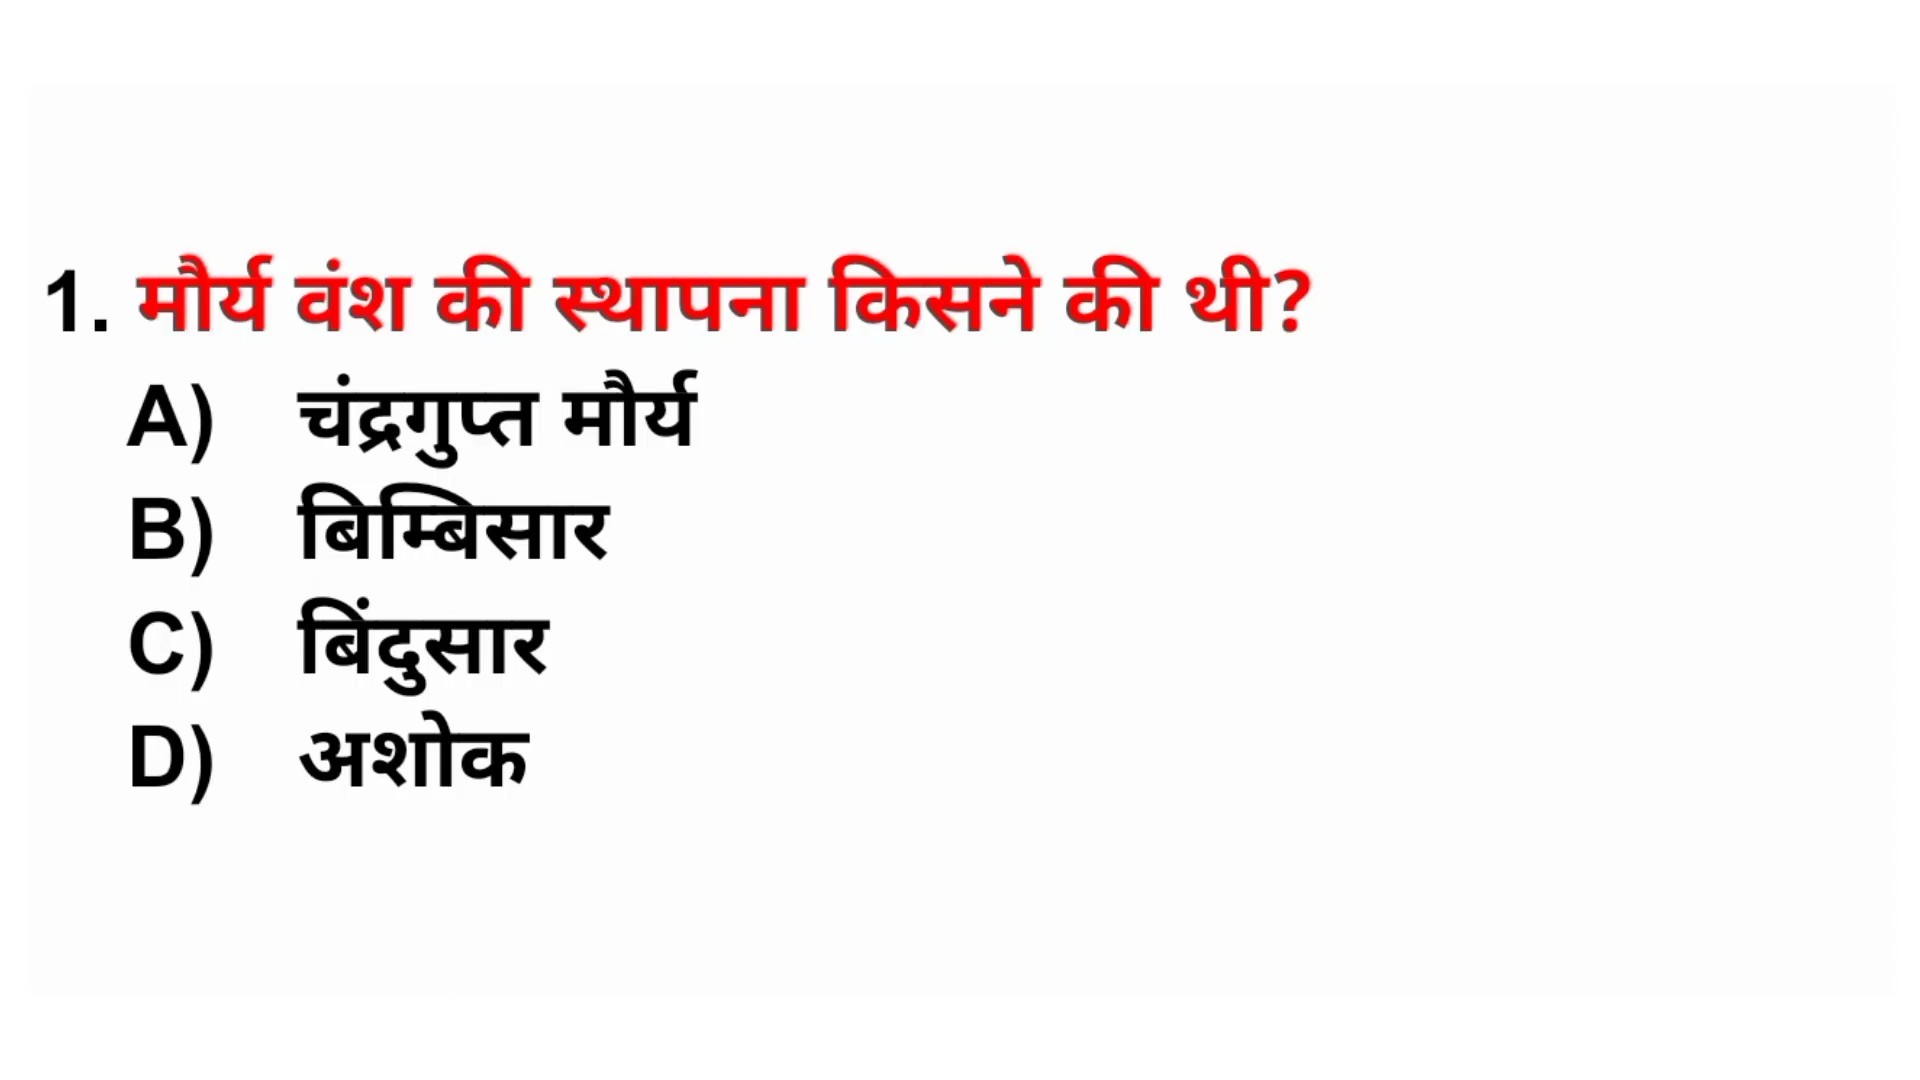 1. मौर्य वंश की स्थापना किसने की थी?
A) चंद्रगुप्त मौर्य
B) बिम्बिसार
C) बिंदुसार
D) अशोक